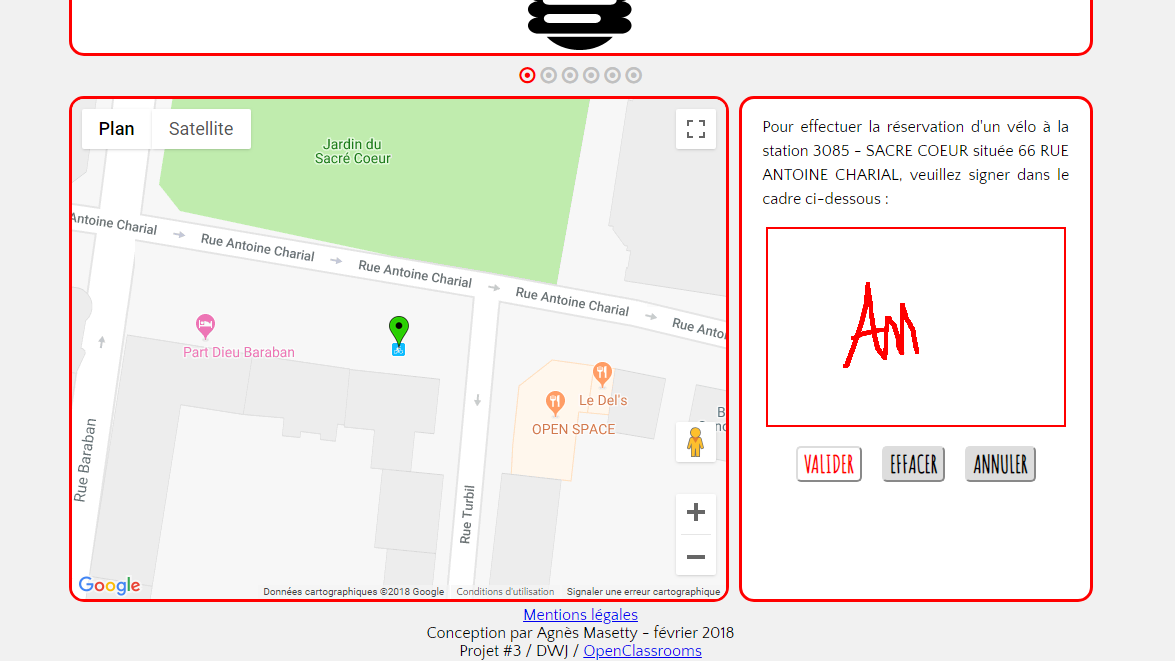 Plan Satellite
Jardin du
Sacré Coeur
Antoine Charial
Rue Antoine Charial
Rue Antoine Charial
Rue Antoine Charial
Rue Anto
Part Dieu Baraban
Le Del's
OPEN SPACE
Rue Baraban
Rue Turbil
Google
Données cartographiques ©2018 Google Conditions d'utilisation Signaler une erreur cartographique
Pour effectuer la réservation d'un vélo à la
station 3085 - SACRE COEUR située 66 RUE
ANTOINE CHARIAL, veuillez signer dans le
cadre ci-dessous :
VALIDER EFFACER ANNULER
Mentions légales
Conception par Agnès Masetty - février 2018
Projet #3 / DWJ / OpenClassrooms